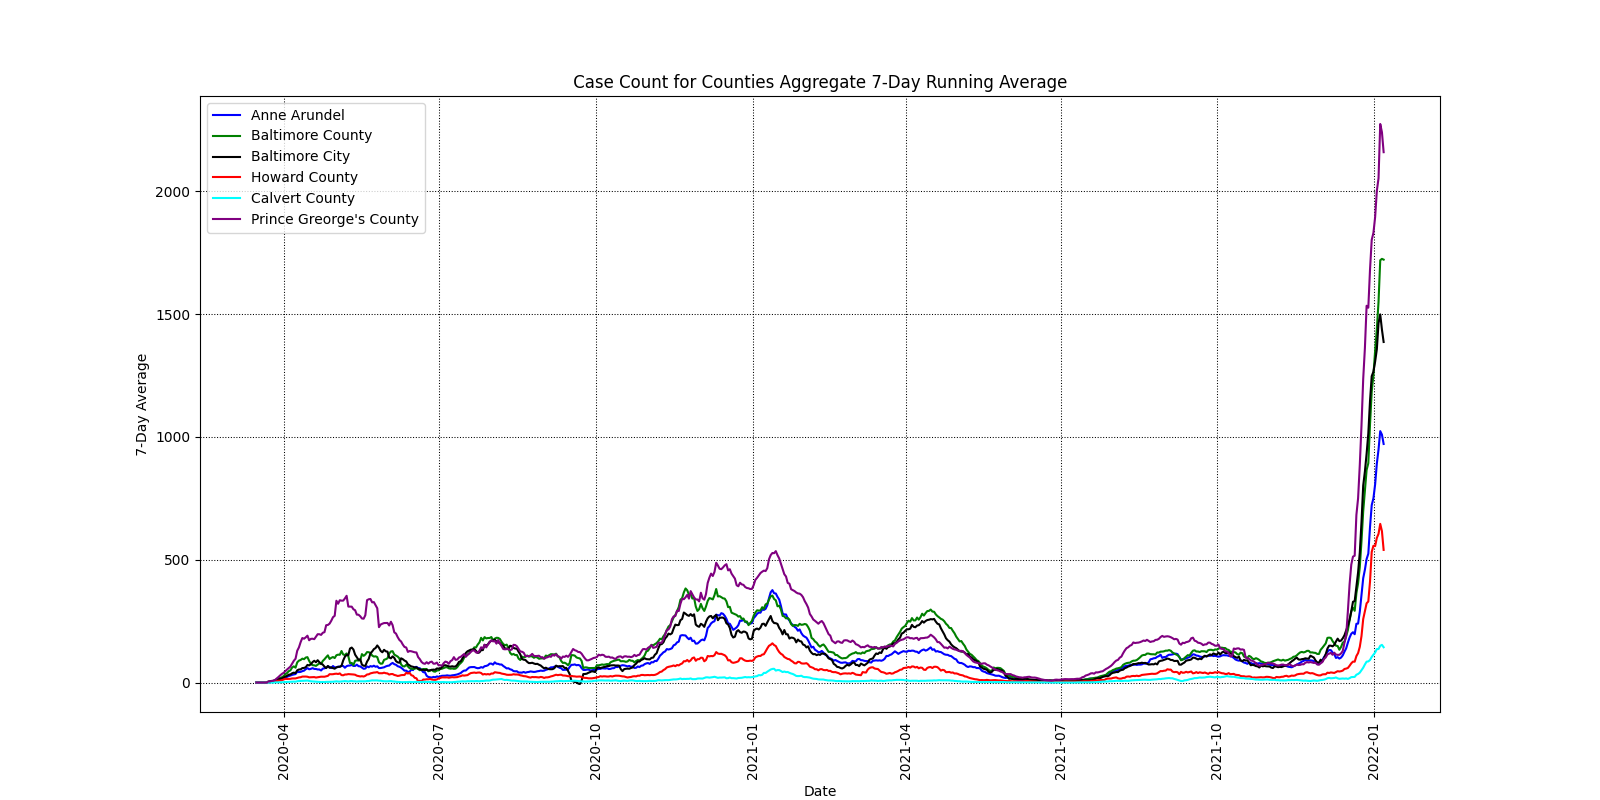 Case Count for Counties Aggregate 7-Day Running Average
Anne Arundel
Baltimore County
Baltimore City
Howard County
Calvert County
Prince Greorge's County
7-Day Average
2000
1500
1000
500
0
2020-04
2020-07
2020-10
2021-01
2021-04
2021-07
2021-10
2022-01
Date